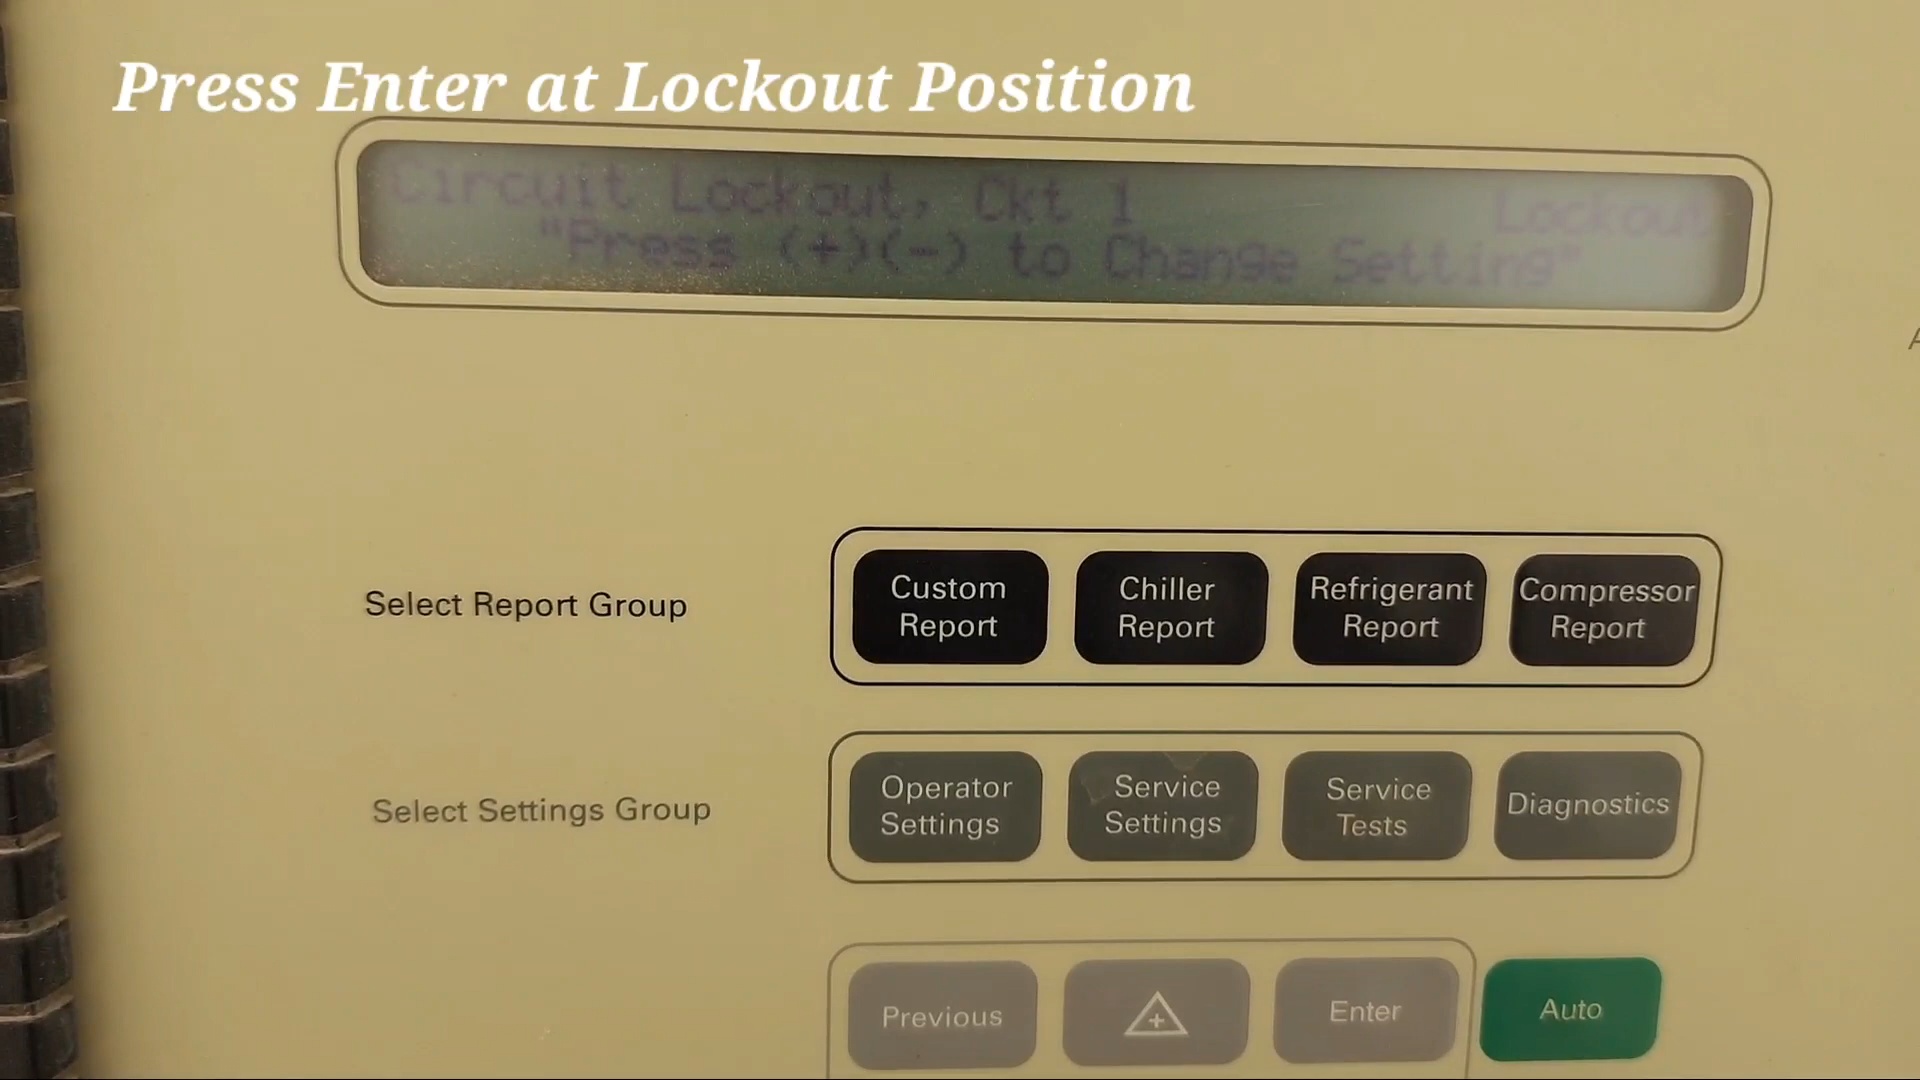 Press Enter at Lockout Position
Circuit Lockout, Ckt 1 Lockout
"Press (+)(-) to Change Setting"
Select Report Group
Custom Report
Chiller Report
Refrigerant Report
Compressor Report
Select Settings Group
Operator Settings
Service Settings
Service Tests
Diagnostics
Previous
+
Enter
Auto